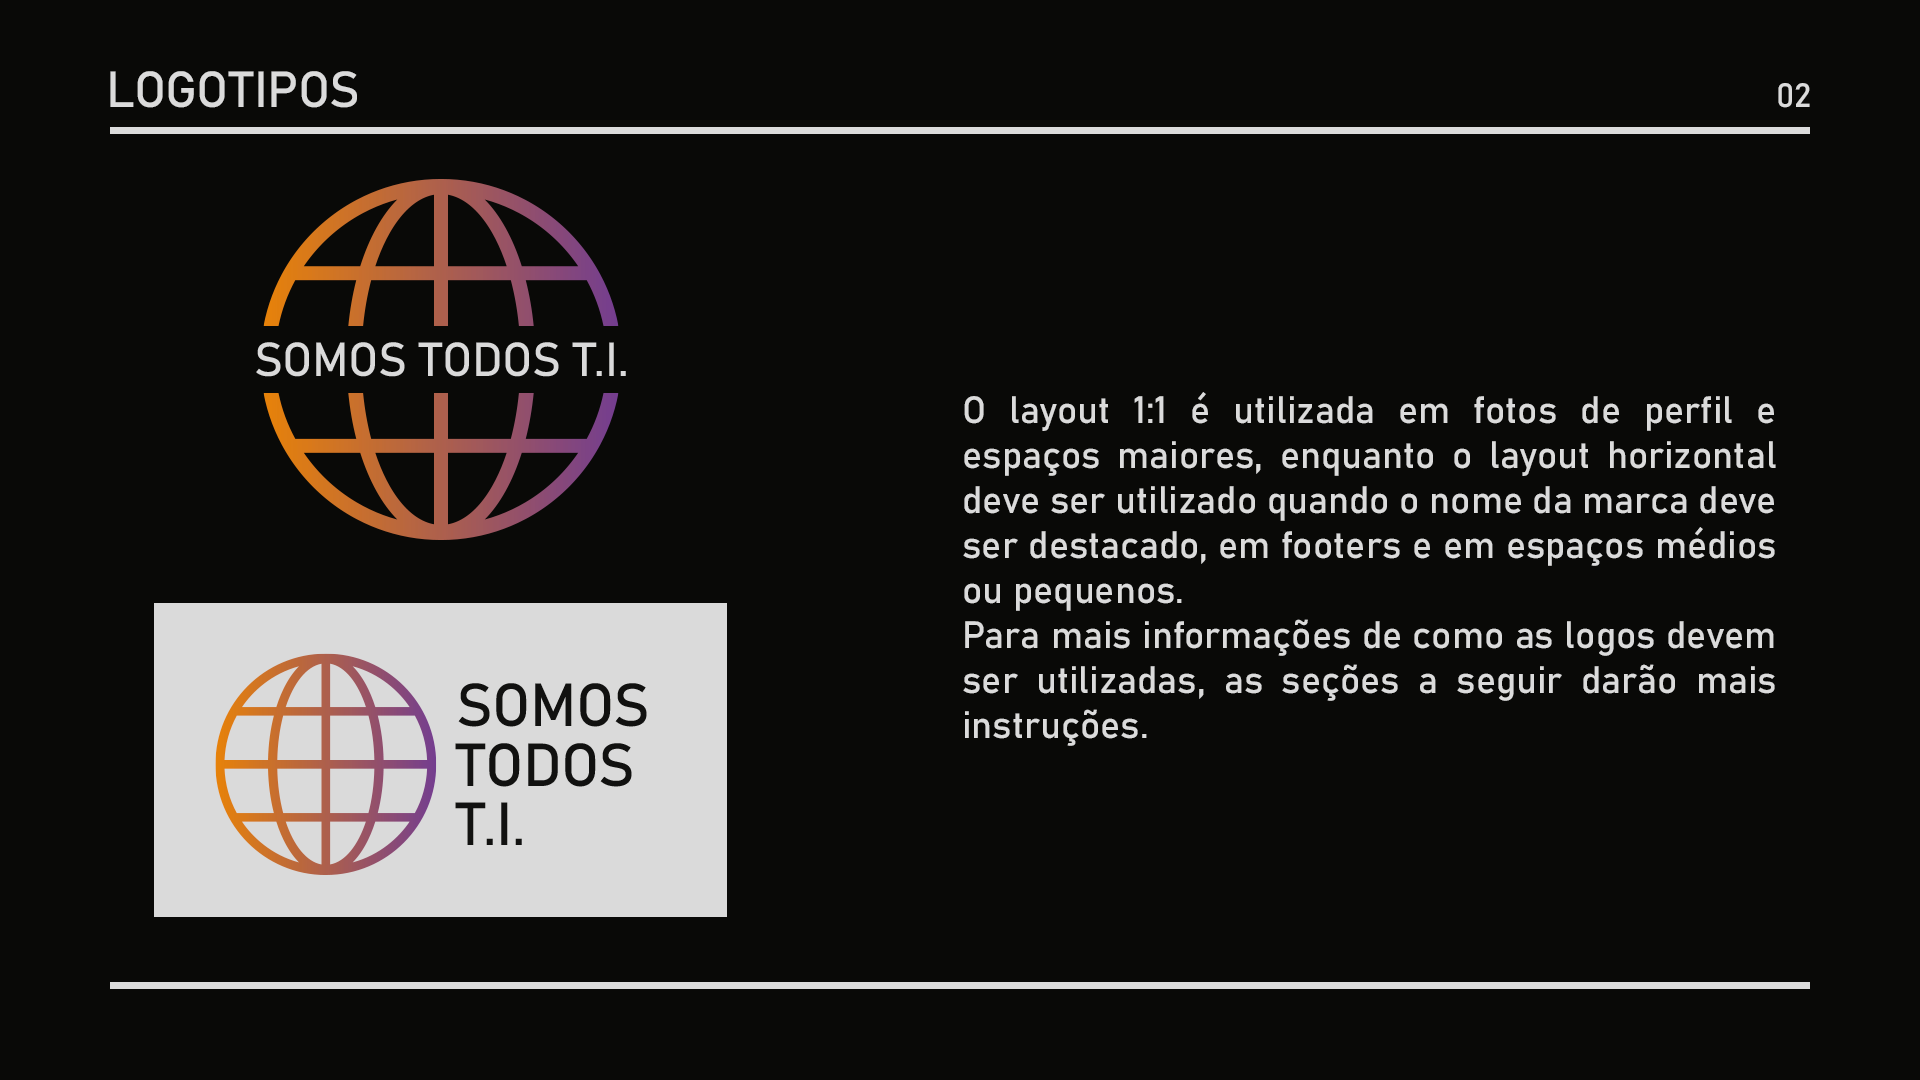 LOGOTIPOS
02
SOMOS TODOS T.I.
SOMOS
TODOS
T.I.
O layout 1:1 é utilizada em fotos de perfil e
espaços maiores, enquanto o layout horizontal
deve ser utilizado quando o nome da marca deve
ser destacado, em footers e em espaços médios
ou pequenos.
Para mais informações de como as logos devem
ser utilizadas, as seções a seguir darão mais
instruções.